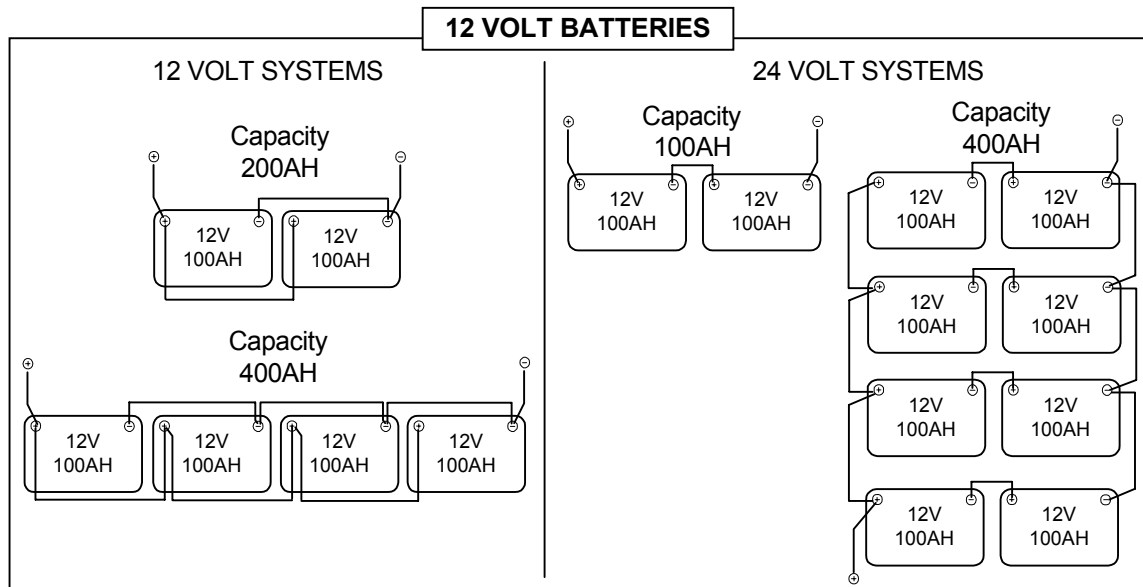 12 VOLT BATTERIES
12 VOLT SYSTEMS
Capacity
200AH
⊕
⊖
⊕
⊖
⊕
⊖
12V
100AH
12V
100AH
Capacity
400AH
⊕
⊖
⊕
⊖
⊕
⊖
⊕
⊖
⊕
⊖
12V
100AH
12V
100AH
12V
100AH
12V
100AH
24 VOLT SYSTEMS
Capacity
100AH
⊕
⊖
⊕
⊖
⊕
⊖
12V
100AH
12V
100AH
Capacity
400AH
⊖
⊕
⊖
⊕
⊖
12V
100AH
12V
100AH
⊕
⊖
⊕
⊖
12V
100AH
12V
100AH
⊕
⊖
⊕
⊖
12V
100AH
12V
100AH
⊕
⊖
⊕
⊖
12V
100AH
12V
100AH
⊕